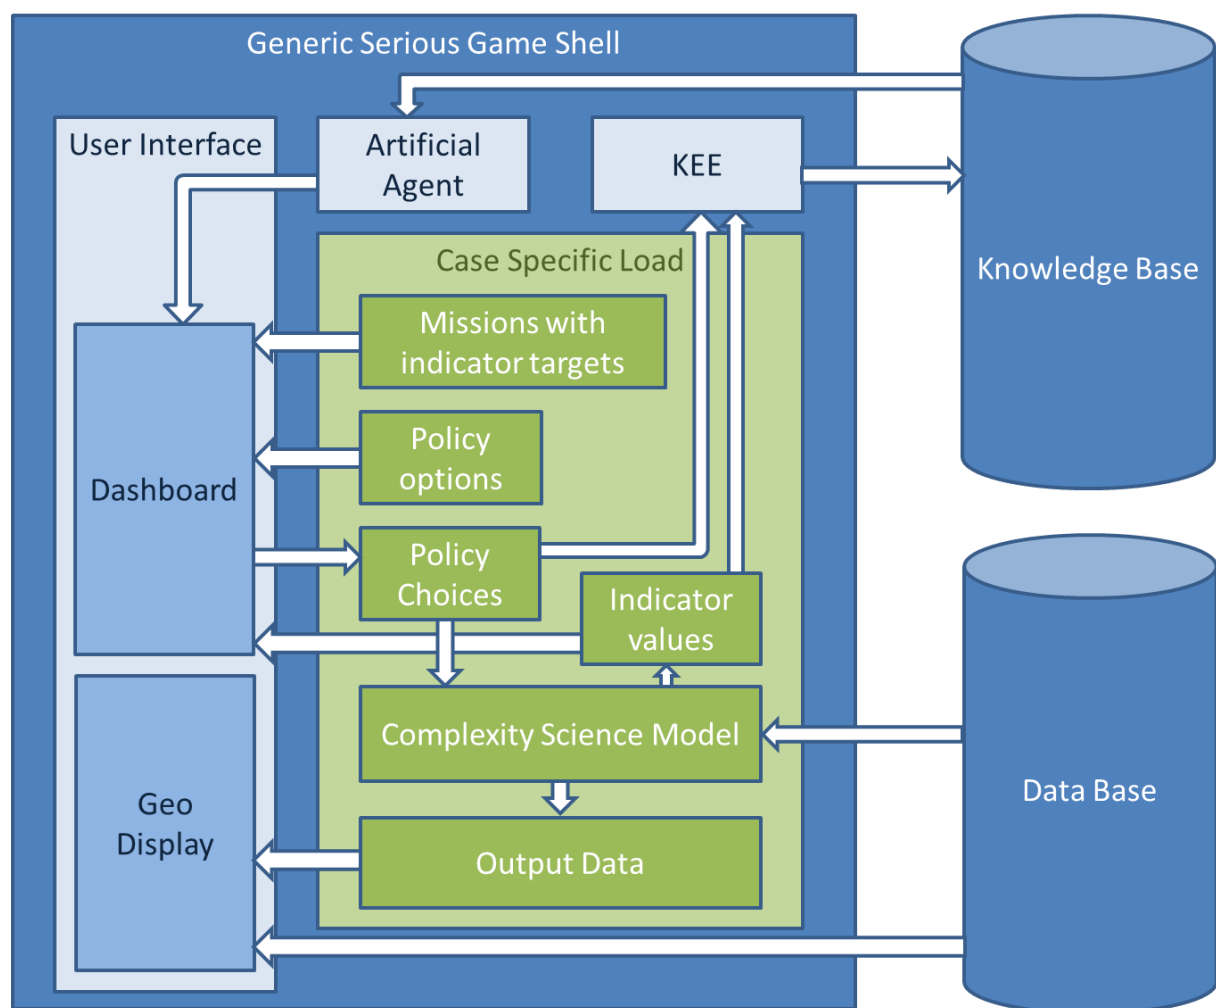 Generic Serious Game Shell
User Interface
Artificial
Agent
KEE
Knowledge Base
Case Specific Load
Missions with
indicator targets
Policy
options
Dashboard
Policy
Choices
Indicator
values
Complexity Science Model
Data Base
Geo
Display
Output Data